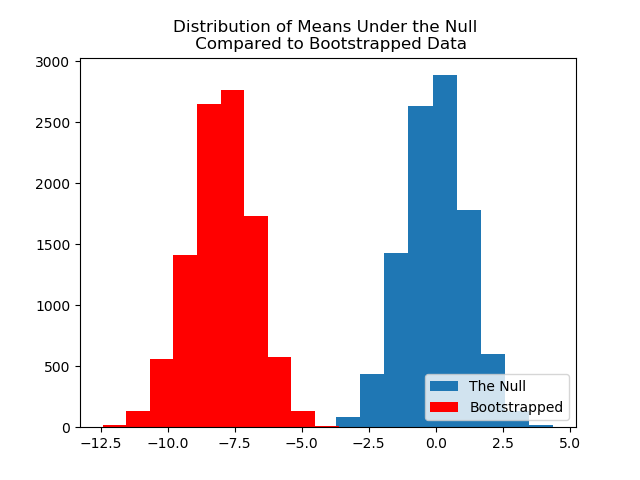 Distribution of Means Under the Null
Compared to Bootstrapped Data
3000
2500
2000
1500
1000
500
0
The Null
Bootstrapped
−12.5 −10.0 −7.5 −5.0 −2.5 0.0 2.5 5.0